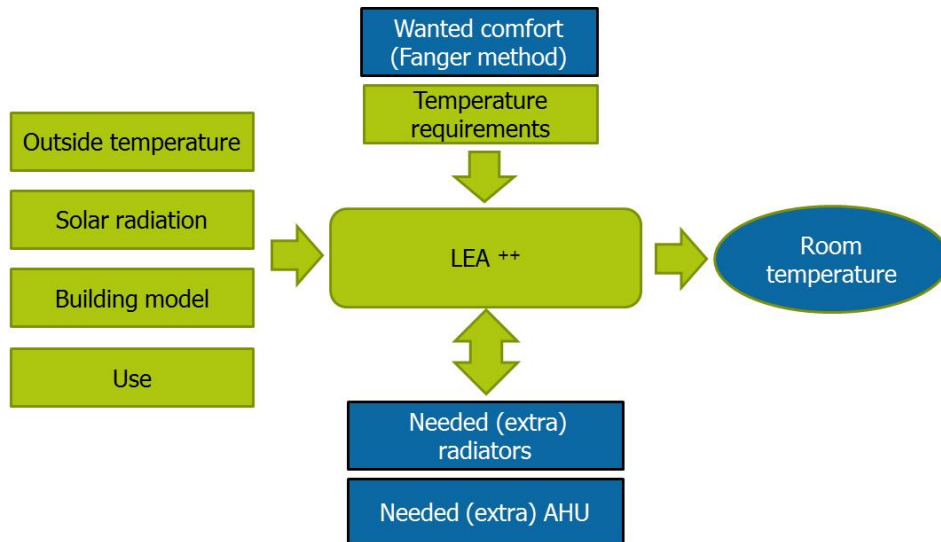 Wanted comfort
(Fanger method)
Temperature
requirements
Outside temperature
Solar radiation
Building model
Use
LEA ++
Room
temperature
Needed (extra)
radiators
Needed (extra) AHU